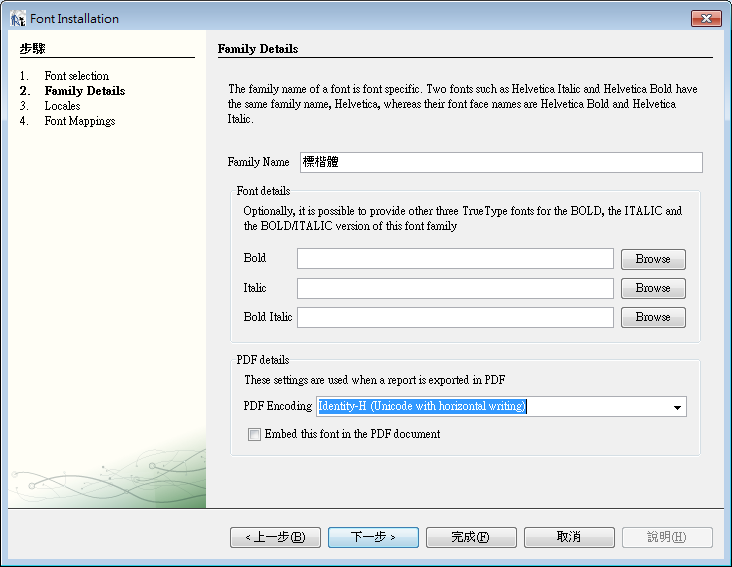 Font Installation
步驟
1. Font selection
2. Family Details
3. Locales
4. Font Mappings
Family Details
The family name of a font is font specific. Two fonts such as Helvetica Italic and Helvetica Bold have
the same family name, Helvetica, whereas their font face names are Helvetica Bold and Helvetica
Italic.
Family Name 標楷體
Font details
Optionally, it is possible to provide other three TrueType fonts for the BOLD, the ITALIC and
the BOLD/ITALIC version of this font family
Bold Browse
Italic Browse
Bold Italic Browse
PDF details
These settings are used when a report is exported in PDF
PDF Encoding Identity-H (Unicode with horizontal writing)
Embed this font in the PDF document
< 上一步(B) 下一步 > 完成(F) 取消 說明(H)